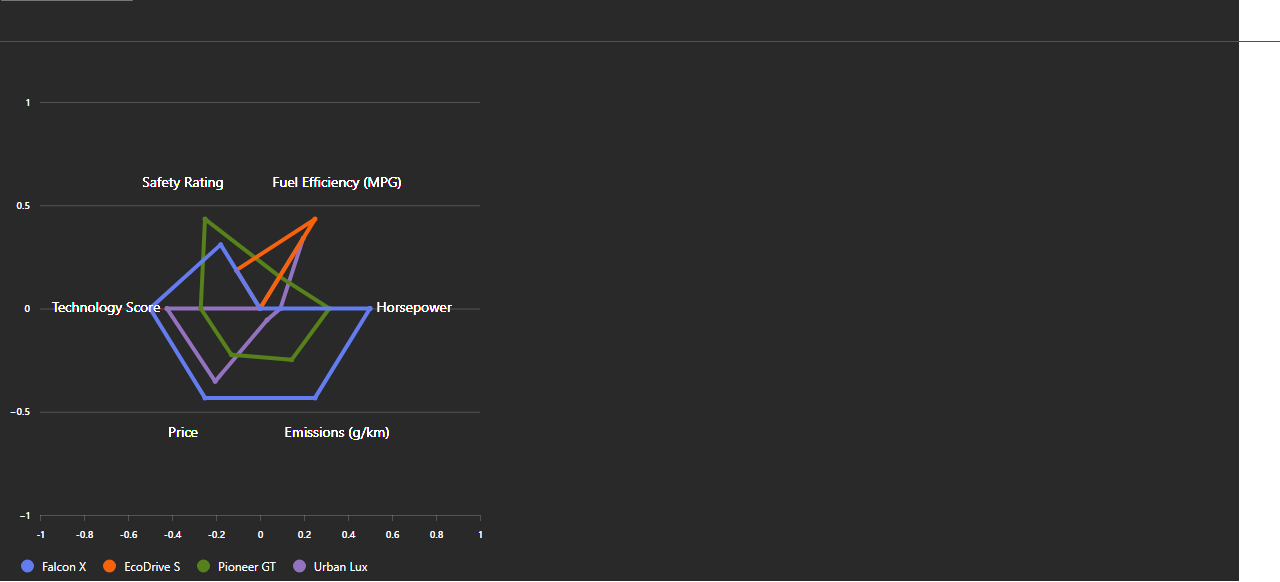 1
Safety Rating
Fuel Efficiency (MPG)
0.5
0
Technology Score
Horsepower
−0.5
Price
Emissions (g/km)
−1
-1 -0.8 -0.6 -0.4 -0.2 0 0.2 0.4 0.6 0.8 1
Falcon X EcoDrive S Pioneer GT Urban Lux